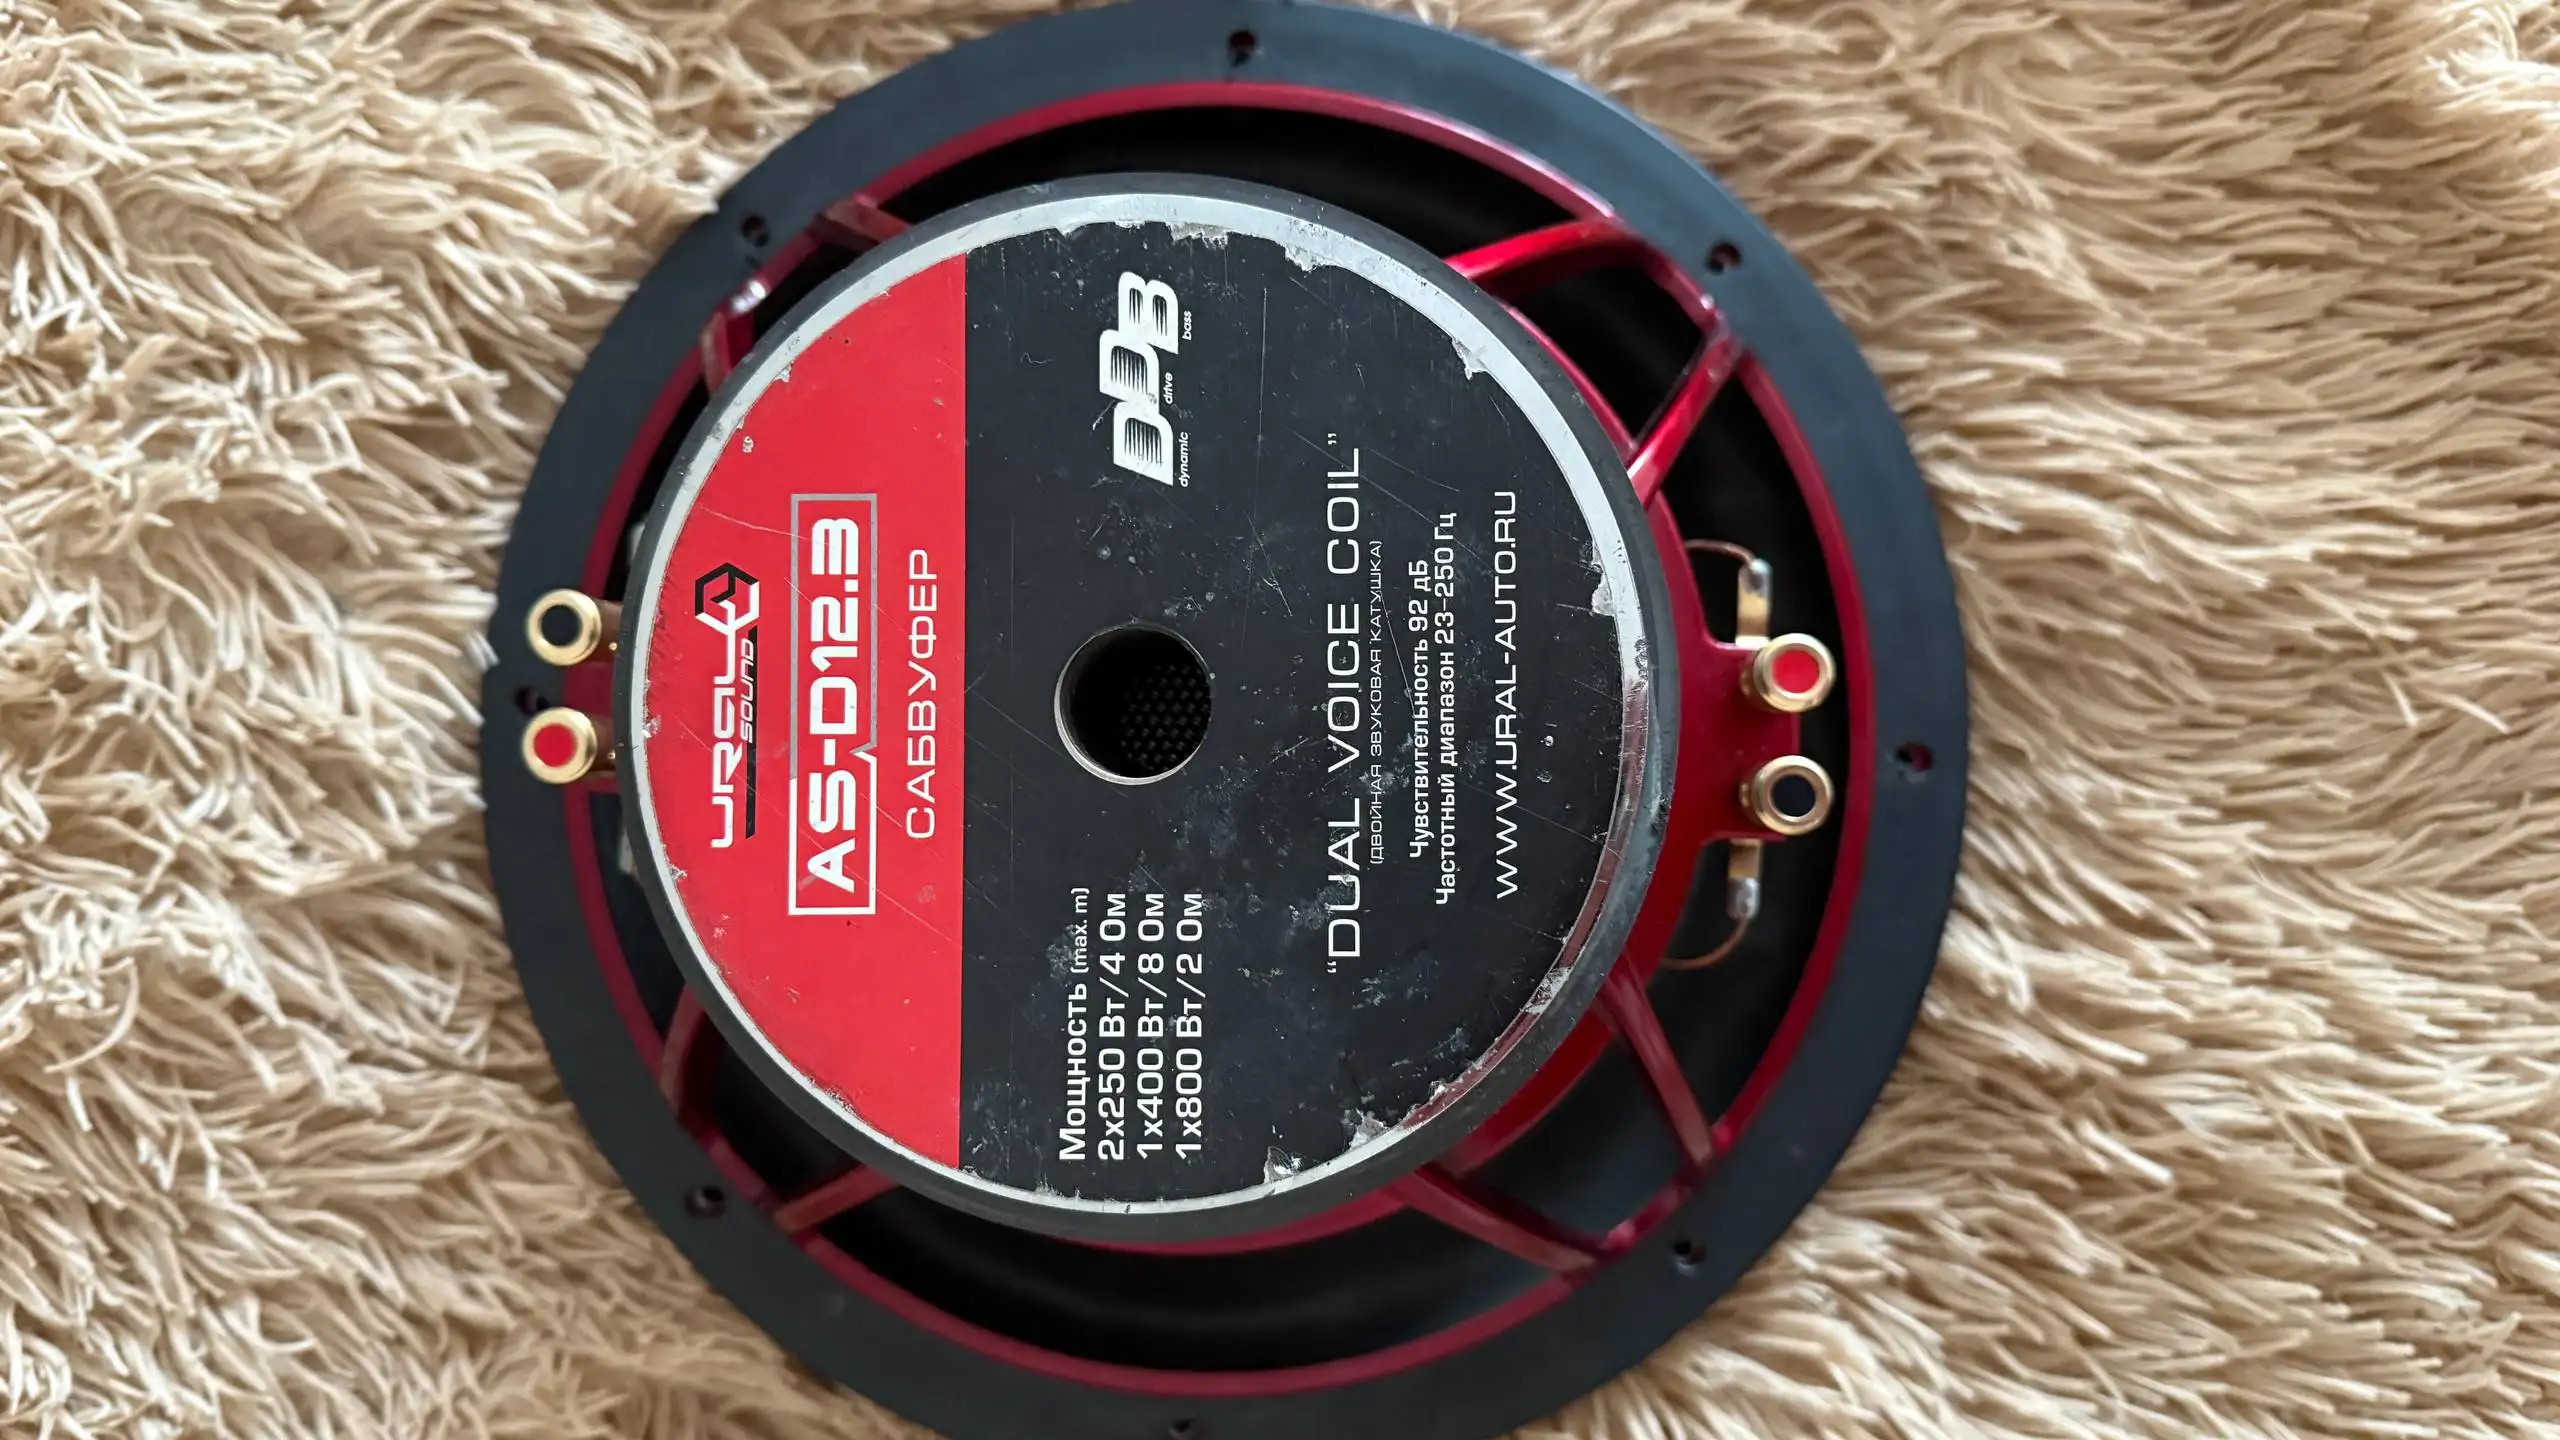 URAL
SOUND
AS-D12.3
САБВУФЕР
DDB
dynamic drive bass
Мощность (max. m)
2x250 Вт/4 Ом
1x400 Вт/8 Ом
1x800 Вт/2 Ом
“DUAL VOICE COIL”
(ДВОЙНАЯ ЗВУКОВАЯ КАТУШКА)
Чувствительность 92 дБ
Частотный диапазон 23-250 Гц
WWW.URAL-AUTO.RU